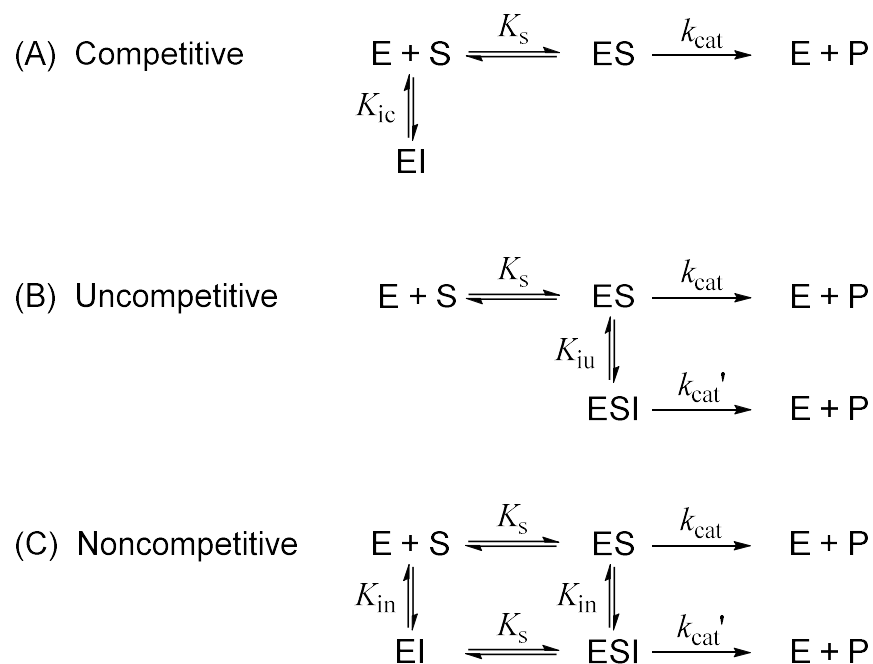 (A) Competitive E + S Ks ES kcat E + P
Kic
EI
(B) Uncompetitive E + S Ks ES kcat E + P
Kiu
ESI kcat' E + P
(C) Noncompetitive E + S Ks ES kcat E + P
Kin Kin
EI Ks ESI kcat' E + P